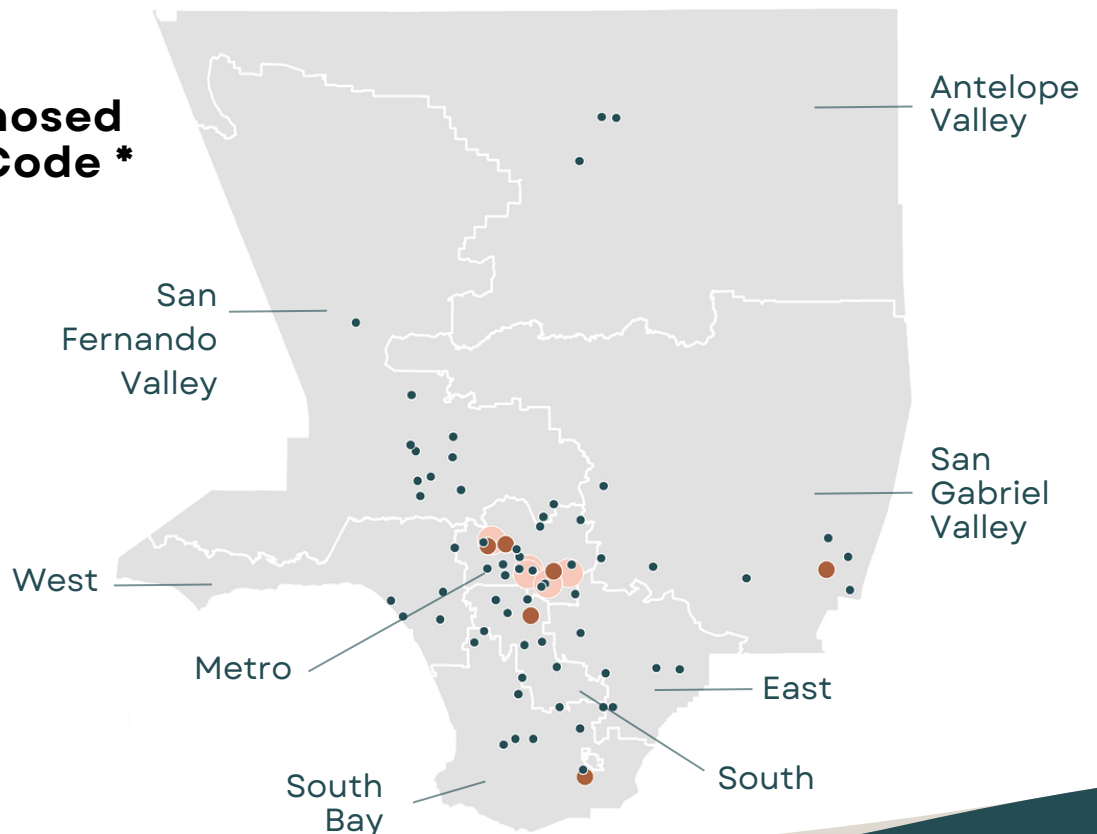 nosed
Code *
Antelope
Valley
San
Fernando
Valley
San
Gabriel
Valley
West
Metro
East
South
South
Bay